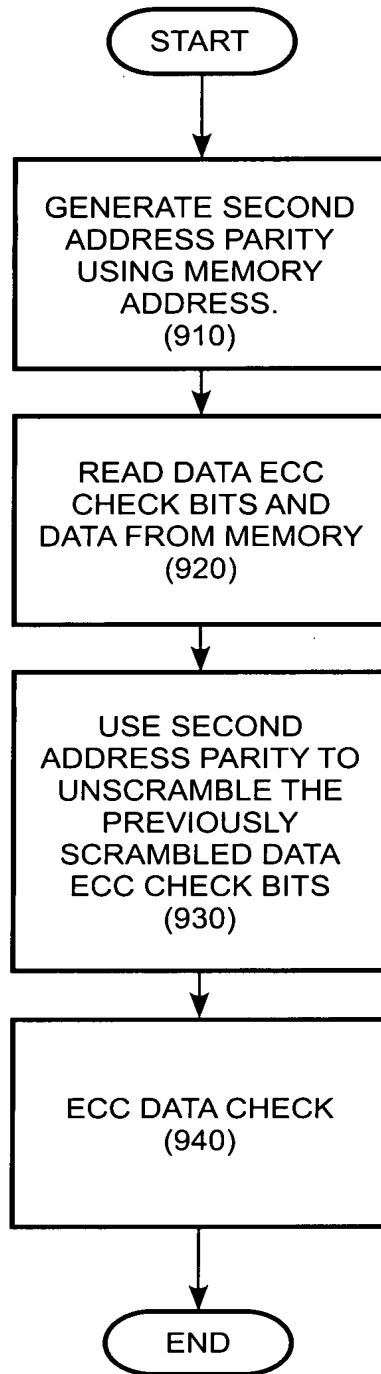 START
GENERATE SECOND
ADDRESS PARITY
USING MEMORY
ADDRESS.
(910)
READ DATA ECC
CHECK BITS AND
DATA FROM MEMORY
(920)
USE SECOND
ADDRESS PARITY TO
UNSCRAMBLE THE
PREVIOUSLY
SCRAMBLED DATA
ECC CHECK BITS
(930)
ECC DATA CHECK
(940)
END